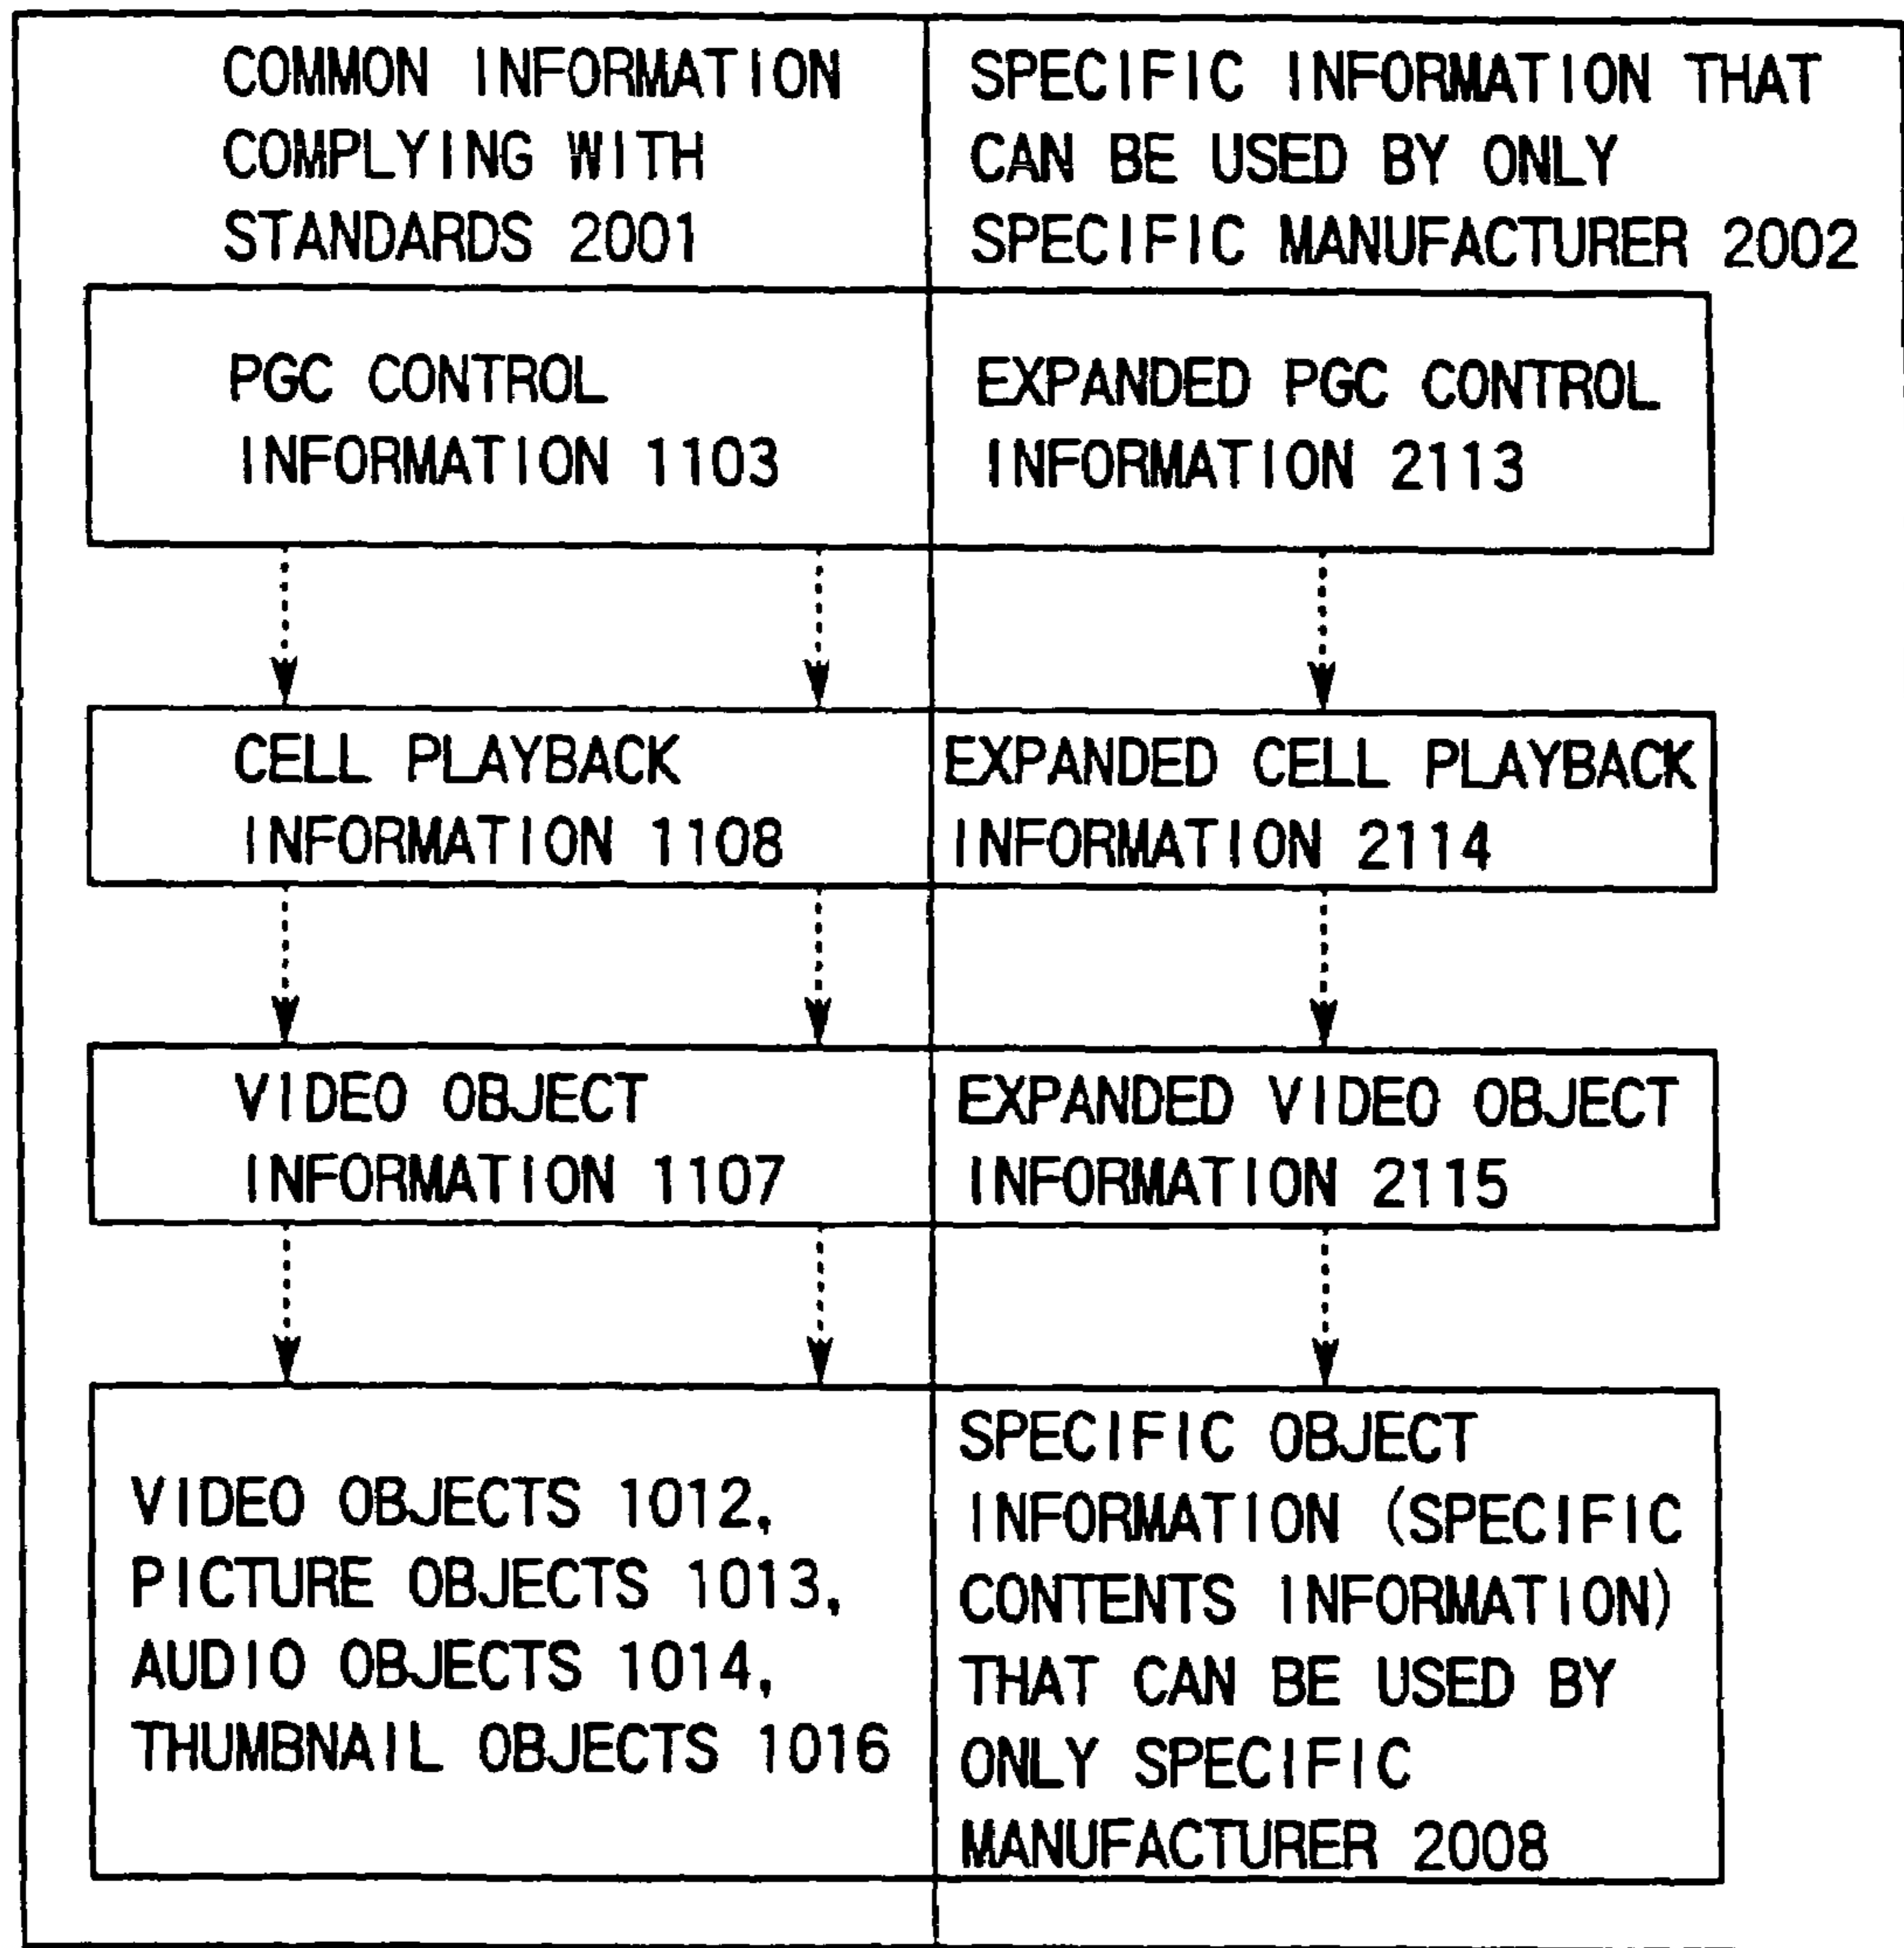 COMMON INFORMATION
COMPLYING WITH
STANDARDS 2001
SPECIFIC INFORMATION THAT
CAN BE USED BY ONLY
SPECIFIC MANUFACTURER 2002
PGC CONTROL
INFORMATION 1103
EXPANDED PGC CONTROL
INFORMATION 2113
CELL PLAYBACK
INFORMATION 1108
EXPANDED CELL PLAYBACK
INFORMATION 2114
VIDEO OBJECT
INFORMATION 1107
EXPANDED VIDEO OBJECT
INFORMATION 2115
VIDEO OBJECTS 1012,
PICTURE OBJECTS 1013,
AUDIO OBJECTS 1014,
THUMBNAIL OBJECTS 1016
SPECIFIC OBJECT
INFORMATION (SPECIFIC
CONTENTS INFORMATION)
THAT CAN BE USED BY
ONLY SPECIFIC
MANUFACTURER 2008